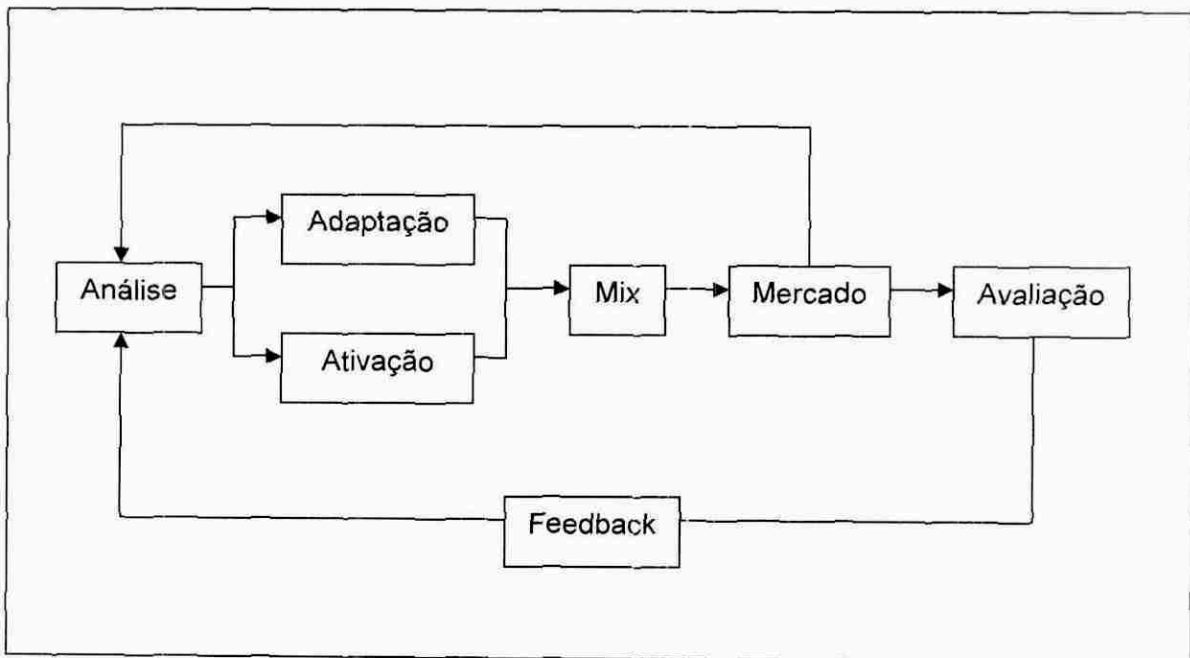 Adaptação
Análise
Mix
Mercado
Avaliação
Ativação
Feedback